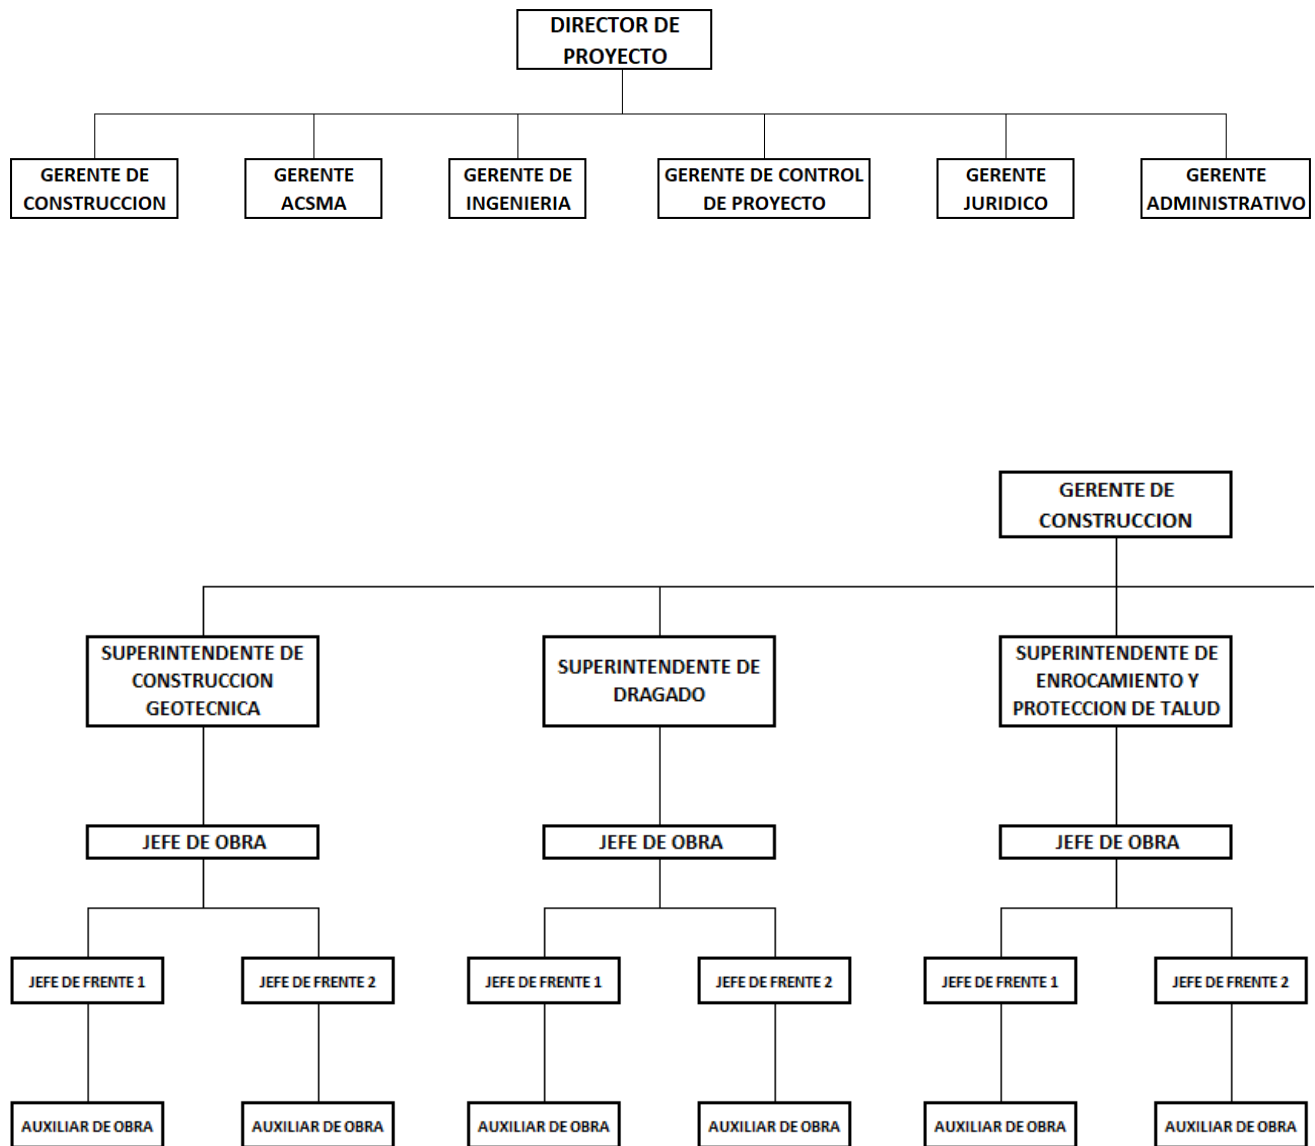 DIRECTOR DE
PROYECTO
GERENTE DE
CONSTRUCCION
GERENTE
ACSMA
GERENTE DE
INGENIERIA
GERENTE DE CONTROL
DE PROYECTO
GERENTE
JURIDICO
GERENTE
ADMINISTRATIVO
GERENTE DE
CONSTRUCCION
SUPERINTENDENTE DE
CONSTRUCCION
GEOTECNICA
SUPERINTENDENTE DE
DRAGADO
SUPERINTENDENTE DE
ENROCAMIENTO Y
PROTECCION DE TALUD
JEFE DE OBRA
JEFE DE OBRA
JEFE DE OBRA
JEFE DE FRENTE 1
JEFE DE FRENTE 2
JEFE DE FRENTE 1
JEFE DE FRENTE 2
JEFE DE FRENTE 1
JEFE DE FRENTE 2
AUXILIAR DE OBRA
AUXILIAR DE OBRA
AUXILIAR DE OBRA
AUXILIAR DE OBRA
AUXILIAR DE OBRA
AUXILIAR DE OBRA